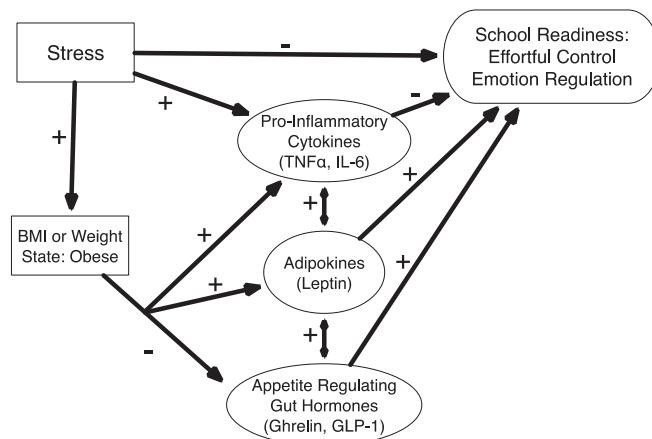 Stress
-
School Readiness:
Effortful Control
Emotion Regulation
+
-
+
Pro-Inflammatory
Cytokines
(TNFα, IL-6)
+
+
+
BMI or Weight
State: Obese
+
Adipokines
(Leptin)
+
+
-
Appetite Regulating
Gut Hormones
(Ghrelin, GLP-1)